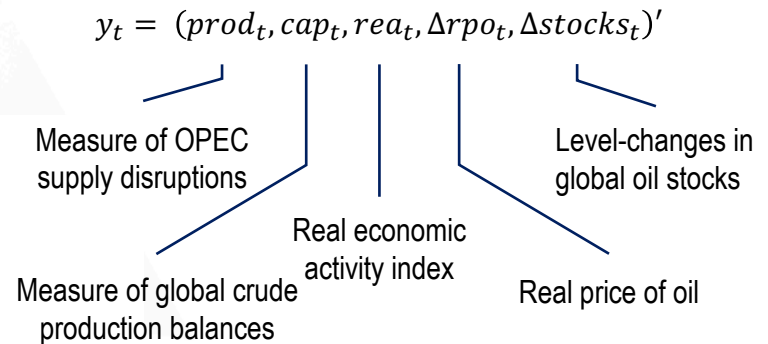 y_t = (prod_t, cap_t, rea_t, Δrpo_t, Δstocks_t)′
Measure of OPEC
supply disruptions
Level-changes in
global oil stocks
Real economic
activity index
Measure of global crude
production balances
Real price of oil